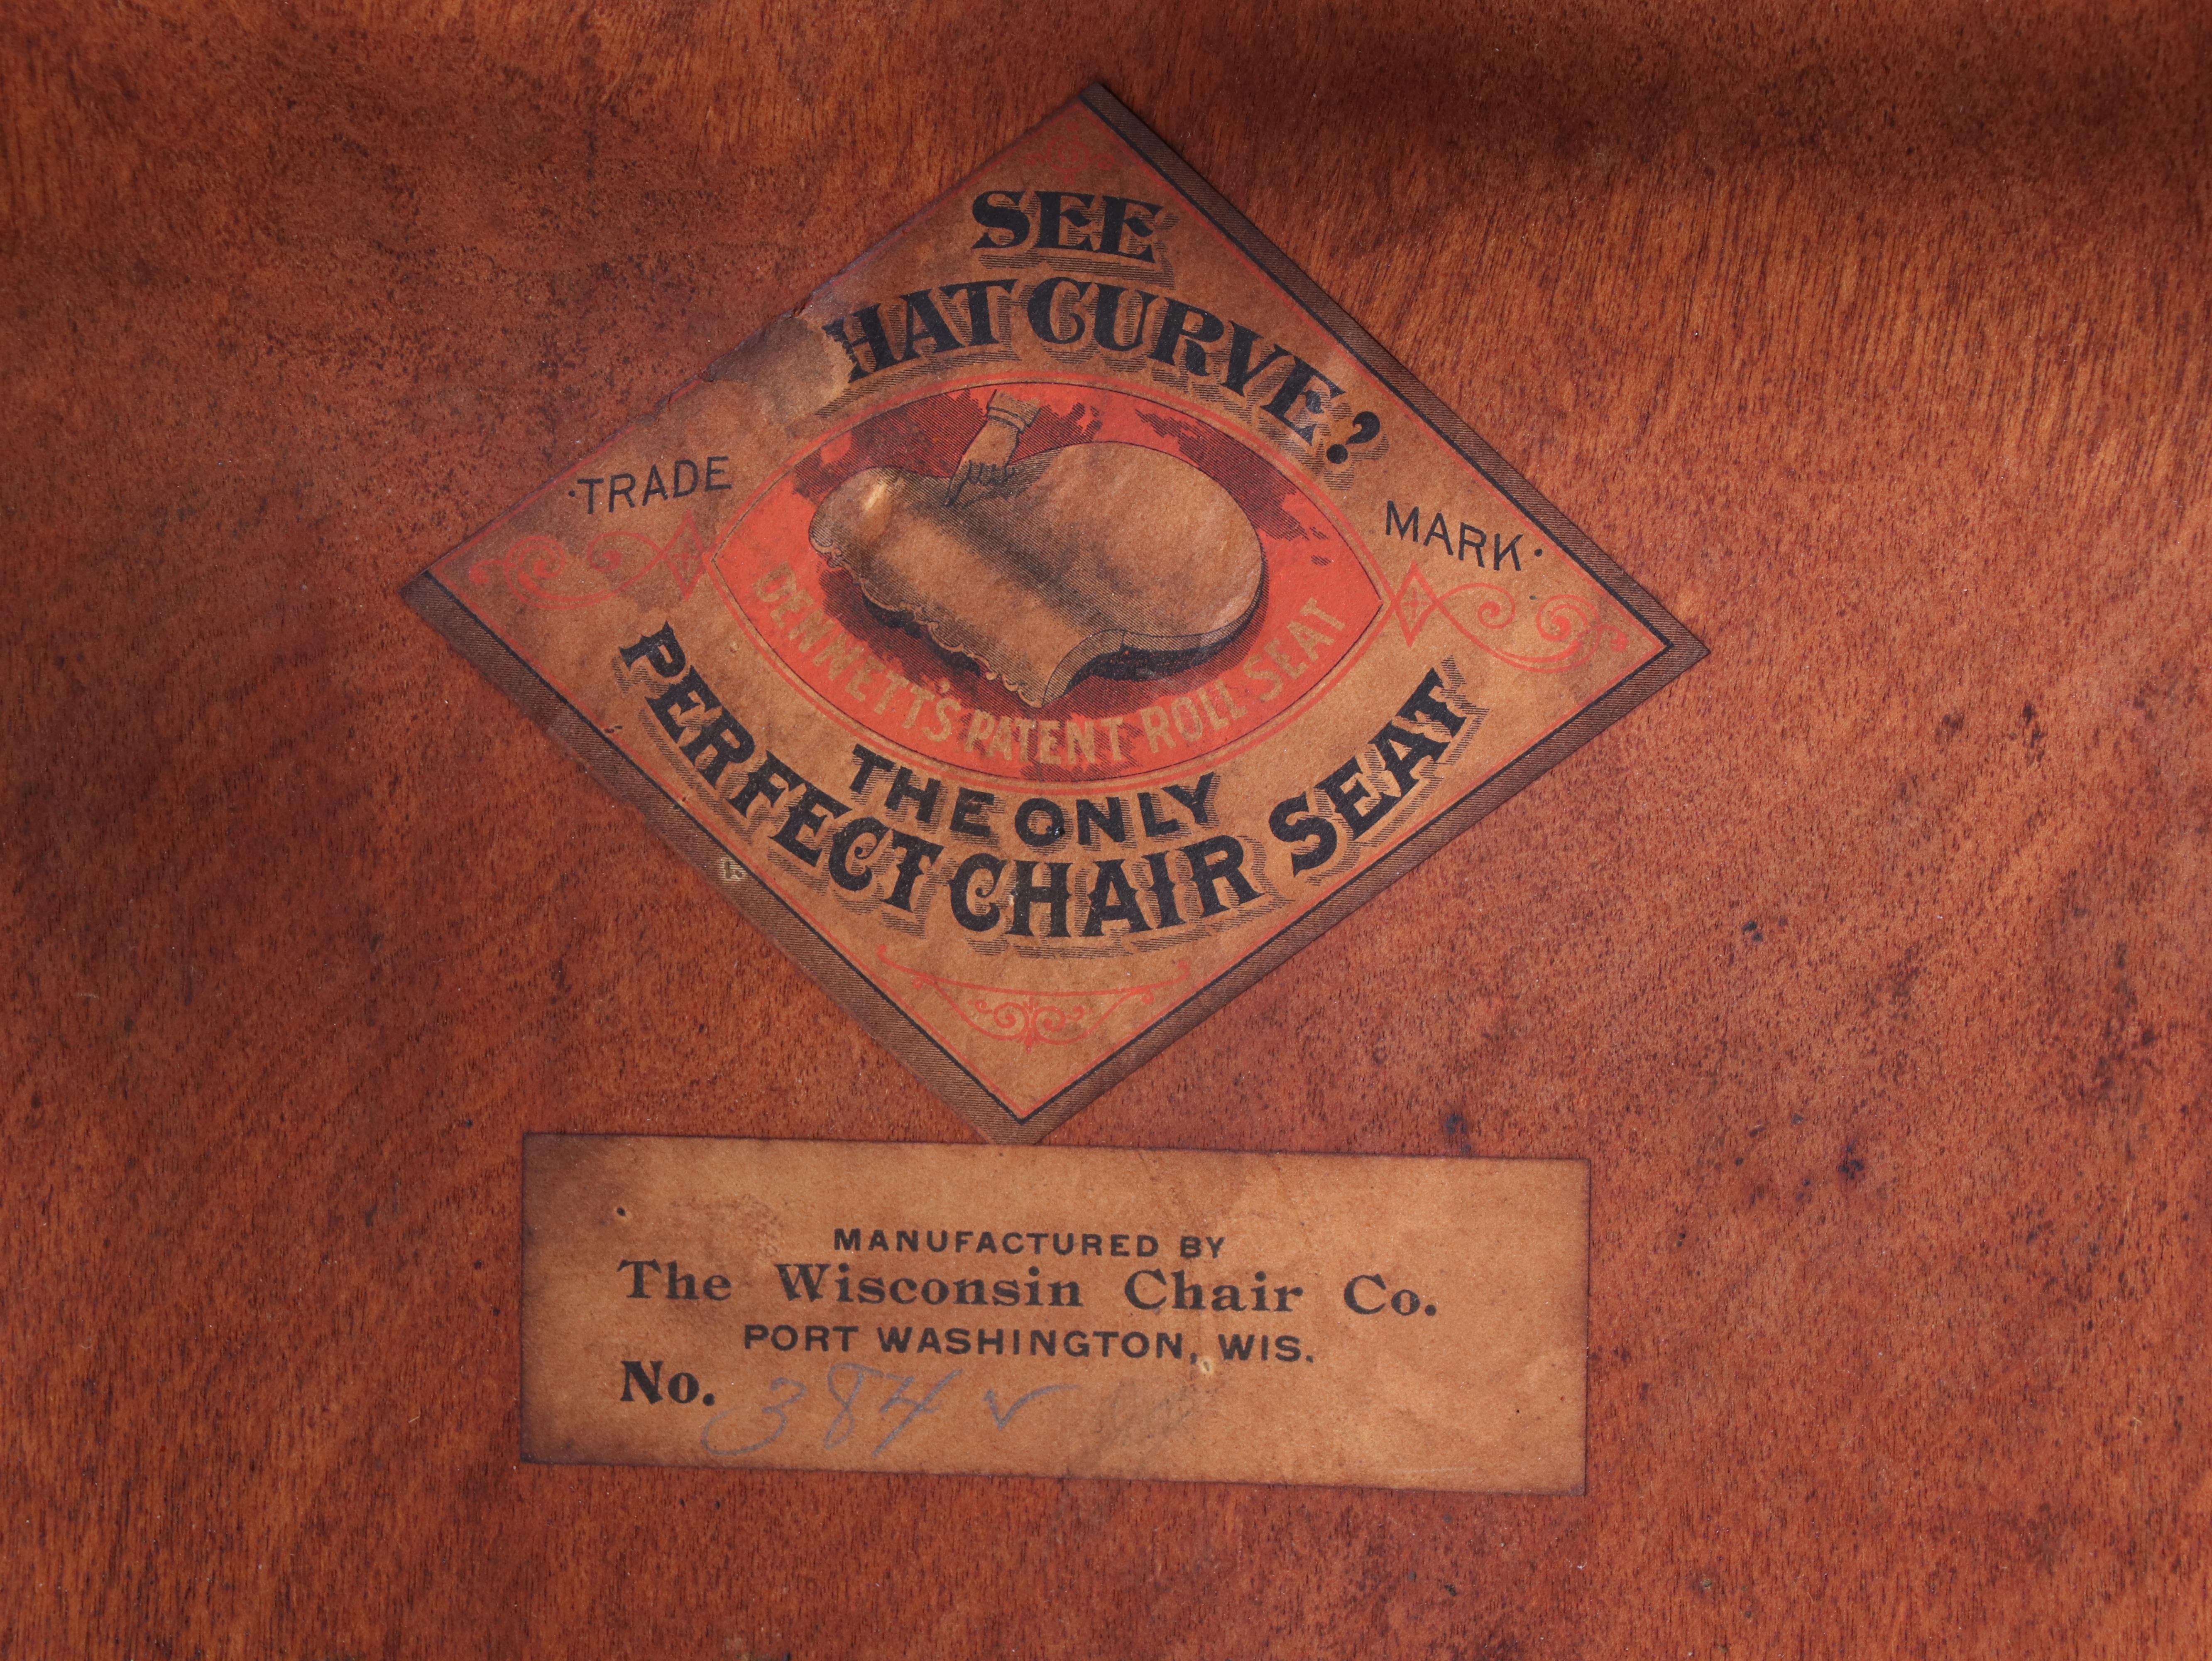 SEE
HAT CURVE?
·TRADE MARK·
DENNETT'S PATENT ROLL SEAT
THE ONLY
PERFECT CHAIR SEAT
MANUFACTURED BY
The Wisconsin Chair Co.
PORT WASHINGTON, WIS.
No. 384 v